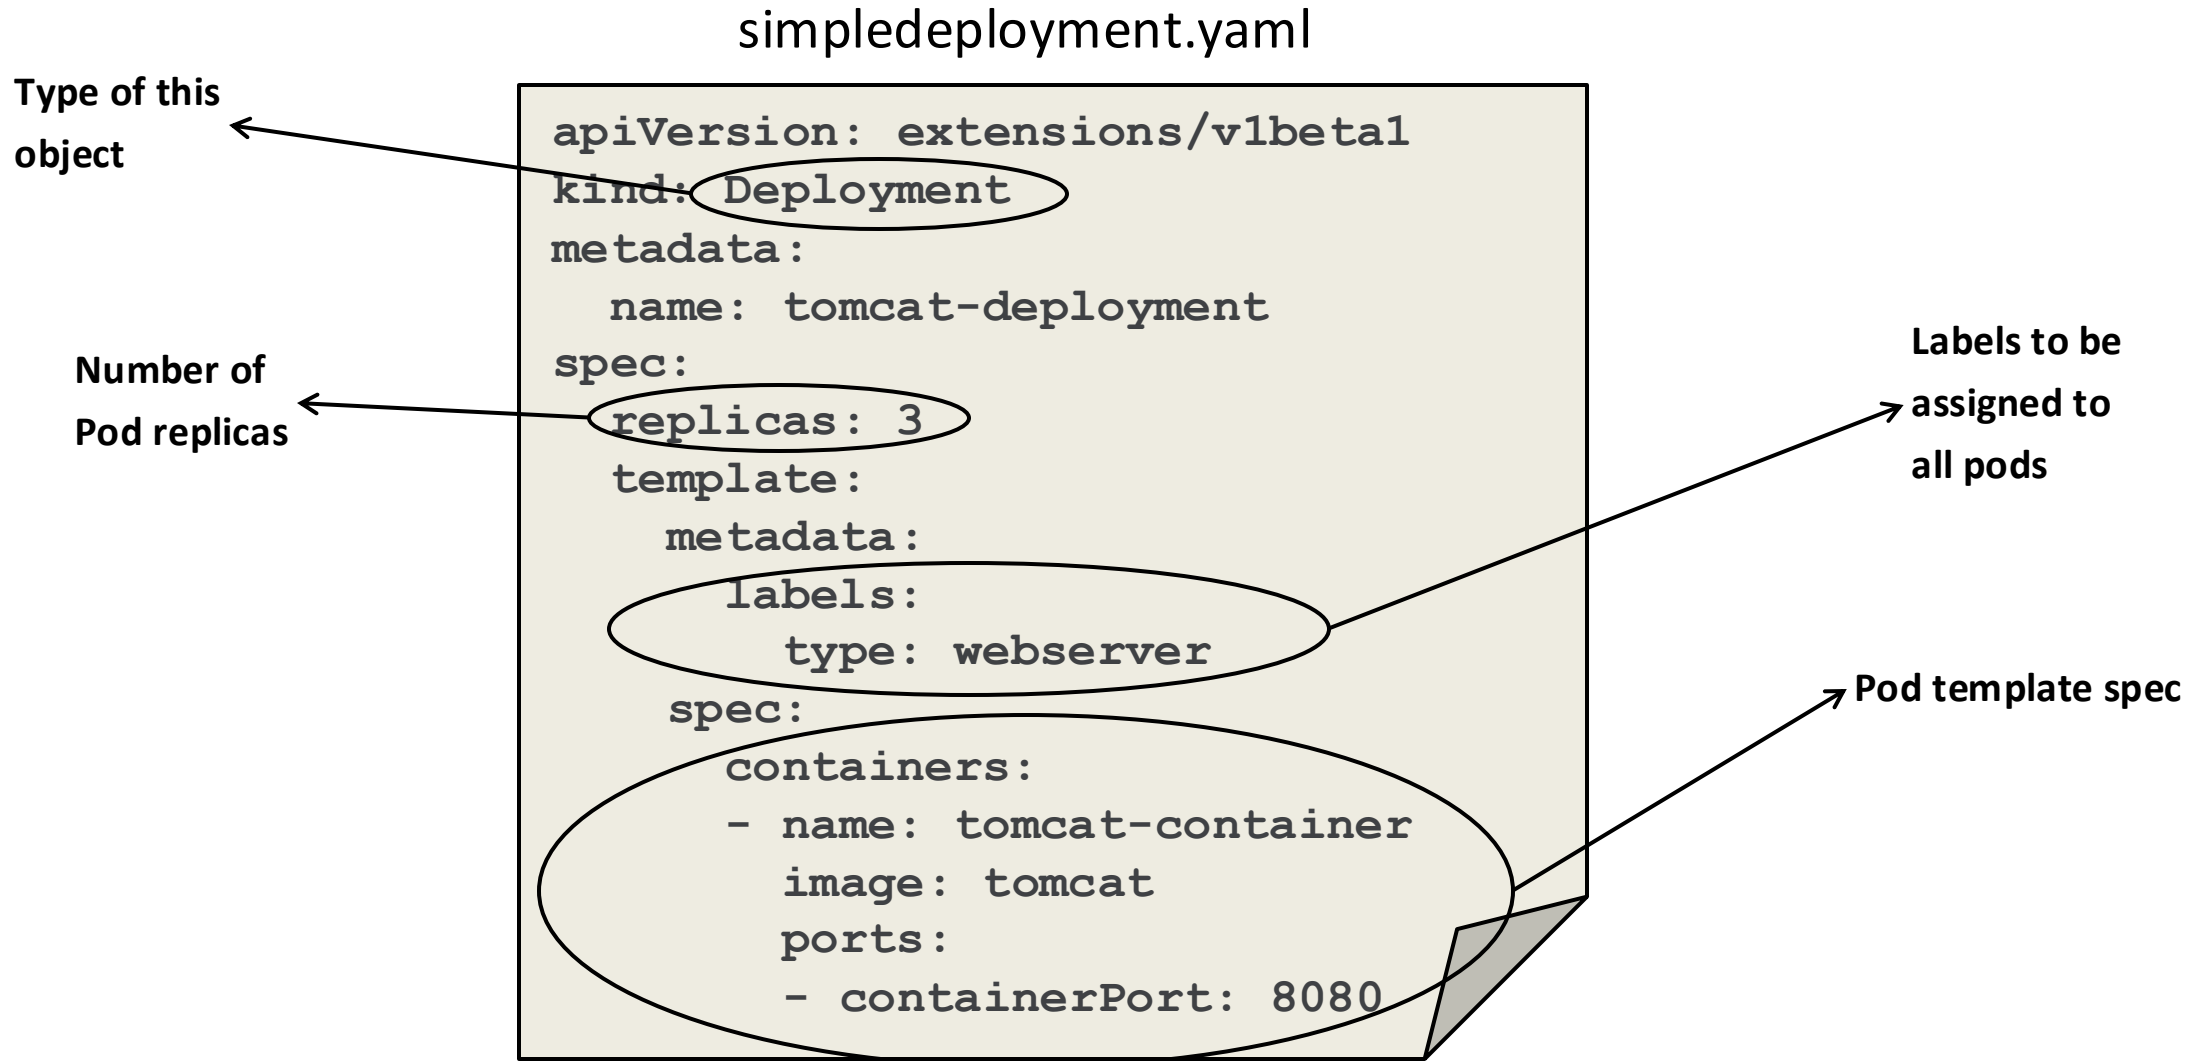 simpledeployment.yaml
Type of this
object
apiVersion: extensions/v1beta1
kind: Deployment
metadata:
  name: tomcat-deployment
spec:
  replicas: 3
  template:
    metadata:
      labels:
        type: webserver
    spec:
      containers:
      - name: tomcat-container
        image: tomcat
        ports:
        - containerPort: 8080
Number of
Pod replicas
Labels to be
assigned to
all pods
Pod template spec